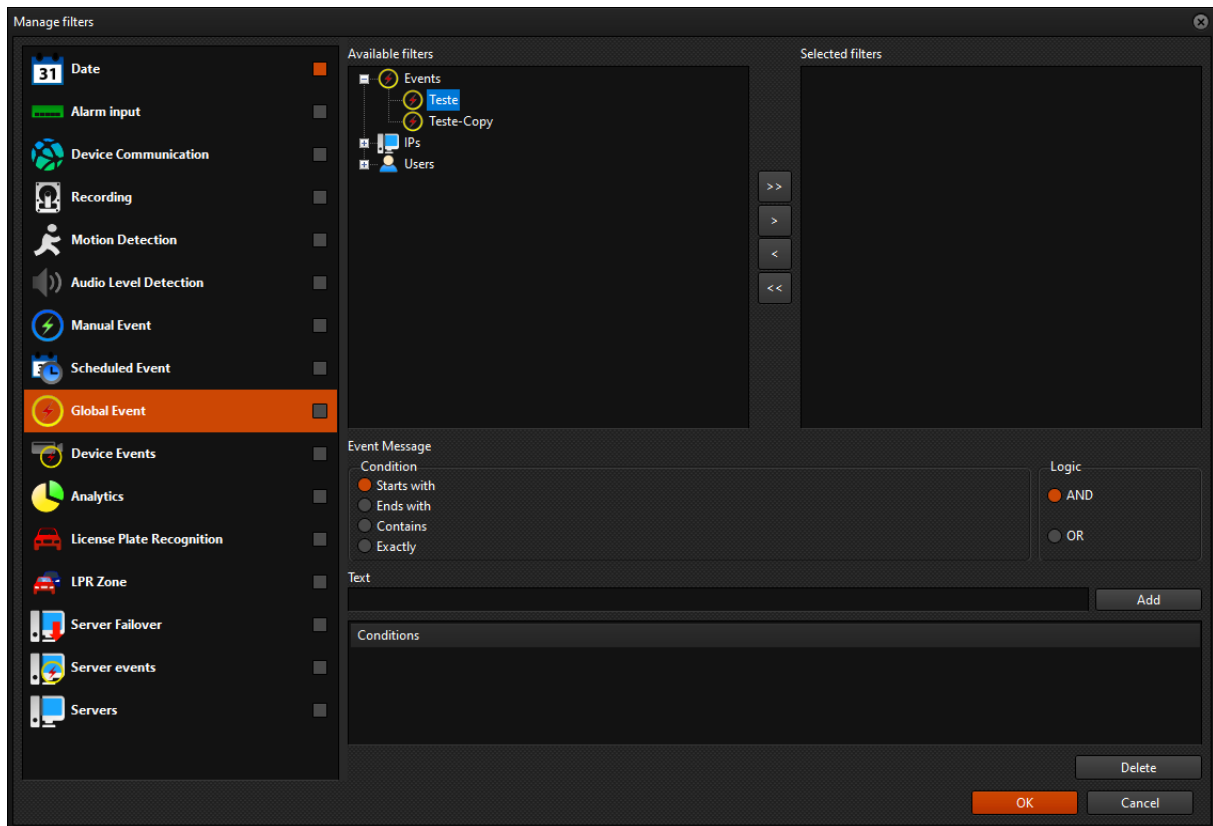 Manage filters
31 Date
Alarm input
Device Communication
Recording
Motion Detection
Audio Level Detection
Manual Event
Scheduled Event
Global Event
Device Events
Analytics
License Plate Recognition
LPR Zone
Server Failover
Server events
Servers
Available filters
Events
Teste
Teste-Copy
IPs
Users
>>
>
<
<<
Selected filters
Event Message
Condition
Starts with
Ends with
Contains
Exactly
Logic
AND
OR
Text
Add
Conditions
Delete
OK
Cancel